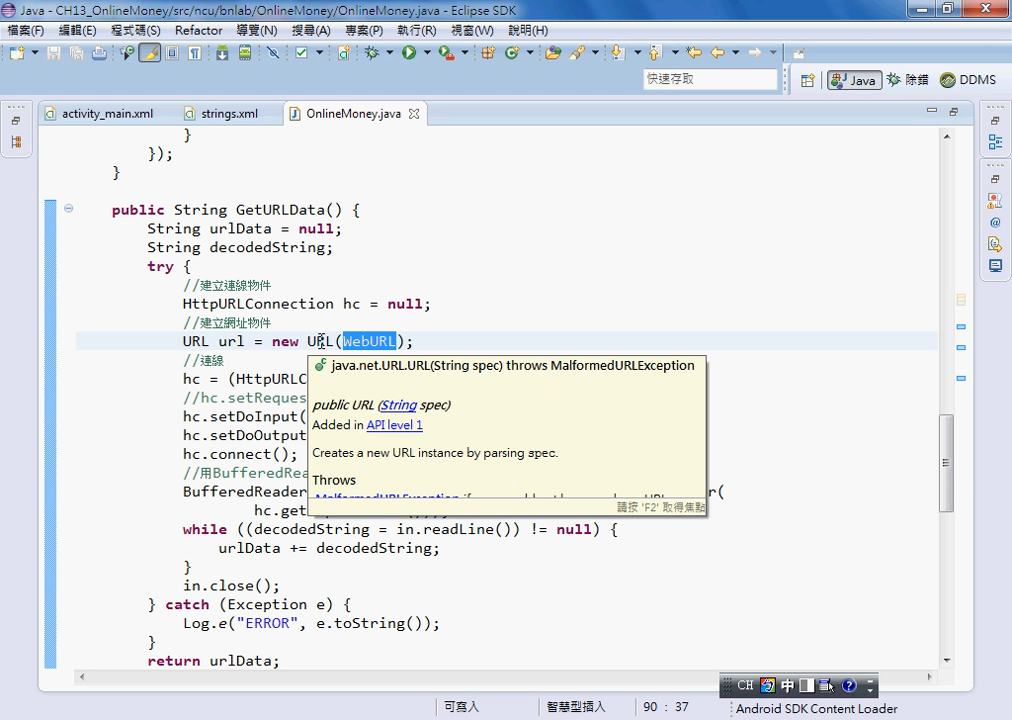 Java - CH13_OnlineMoney/src/ncu/bnlab/OnlineMoney/OnlineMoney.java - Eclipse SDK
檔案(F) 編輯(E) 程式碼(S) Refactor 導覽(N) 搜尋(A) 專案(P) 執行(R) 視窗(W) 說明(H)
快速存取 Java 除錯 DDMS
activity_main.xml strings.xml OnlineMoney.java
}
});
}
public String GetURLData() {
String urlData = null;
String decodedString;
try {
//建立連線物件
HttpURLConnection hc = null;
//建立網址物件
URL url = new URL(WebURL);
//連線
hc = (HttpURLC
java.net.URL.URL(String spec) throws MalformedURLException
//hc.setReques
public URL (String spec)
hc.setDoInput(
Added in API level 1
hc.setDoOutput
hc.connect();
Creates a new URL instance by parsing spec.
//用BufferedRea
Throws
BufferedReader r(
請按 'F2' 取得焦點
hc.get
while ((decodedString = in.readLine()) != null) {
urlData += decodedString;
}
in.close();
} catch (Exception e) {
Log.e("ERROR", e.toString());
}
return urlData;
CH 中
可寫入 智慧型插入 90 : 37 Android SDK Content Loader